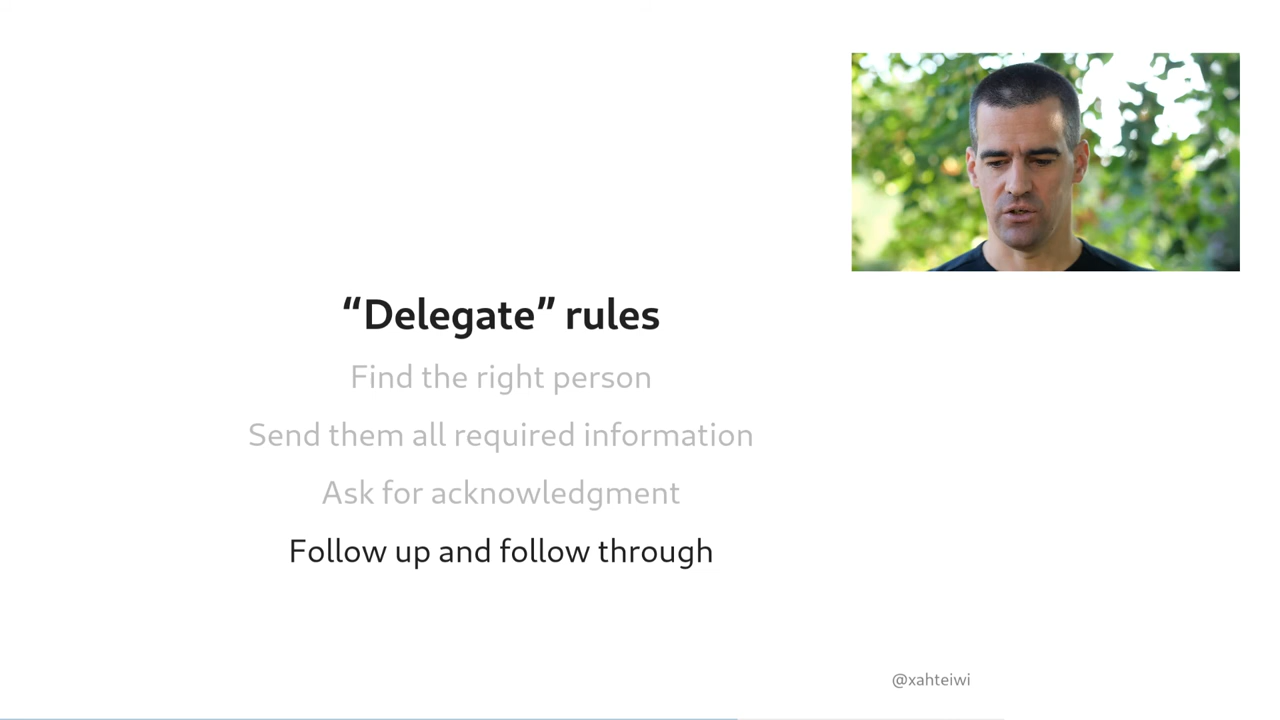 “Delegate” rules
Find the right person
Send them all required information
Ask for acknowledgment
Follow up and follow through
@xahteiwi